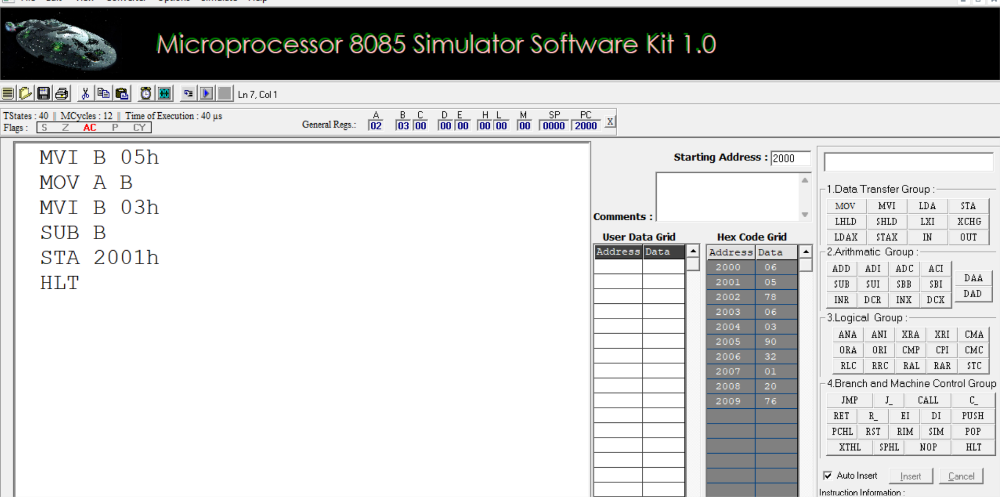 File Edit View Converter Options Simulate Help
Microprocessor 8085 Simulator Software Kit 1.0
Ln 7, Col 1
TStates : 40 || MCycles : 12 || Time of Execution : 40 μs
Flags : S Z AC P CY
General Regs.:
A B C D E H L M SP PC
02 03 00 00 00 00 00 00 0000 2000 X
MVI B 05h
MOV A B
MVI B 03h
SUB B
STA 2001h
HLT
Starting Address : 2000
Comments :
User Data Grid
Address Data
Hex Code Grid
Address Data
2000 06
2001 05
2002 78
2003 06
2004 03
2005 90
2006 32
2007 01
2008 20
2009 76
1.Data Transfer Group :
MOV MVI LDA STA
LHLD SHLD LXI XCHG
LDAX STAX IN OUT
2.Arithmatic Group :
ADD ADI ADC ACI
SUB SUI SBB SBI
INR DCR INX DCX
DAA
DAD
3.Logical Group :
ANA ANI XRA XRI CMA
ORA ORI CMP CPI CMC
RLC RRC RAL RAR STC
4.Branch and Machine Control Group
JMP J_ CALL C_
RET R_ EI DI PUSH
PCHL RST RIM SIM POP
XTHL SPHL NOP HLT
Auto Insert Insert Cancel
Instruction Information :